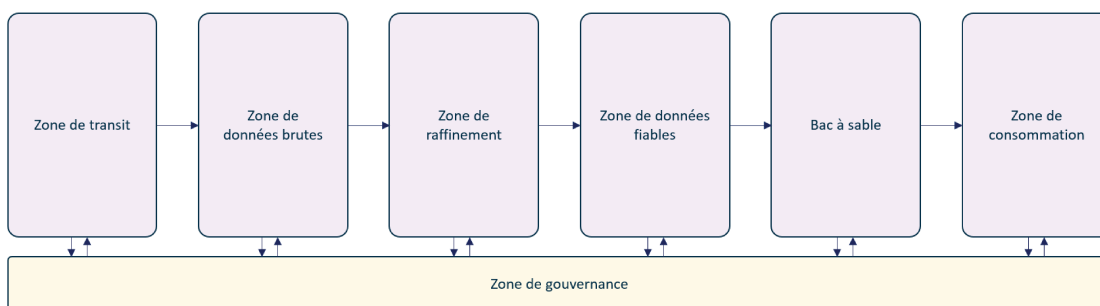 Zone de transit
Zone de
données brutes
Zone de
raffinement
Zone de données
fiables
Bac à sable
Zone de
consommation
Zone de gouvernance